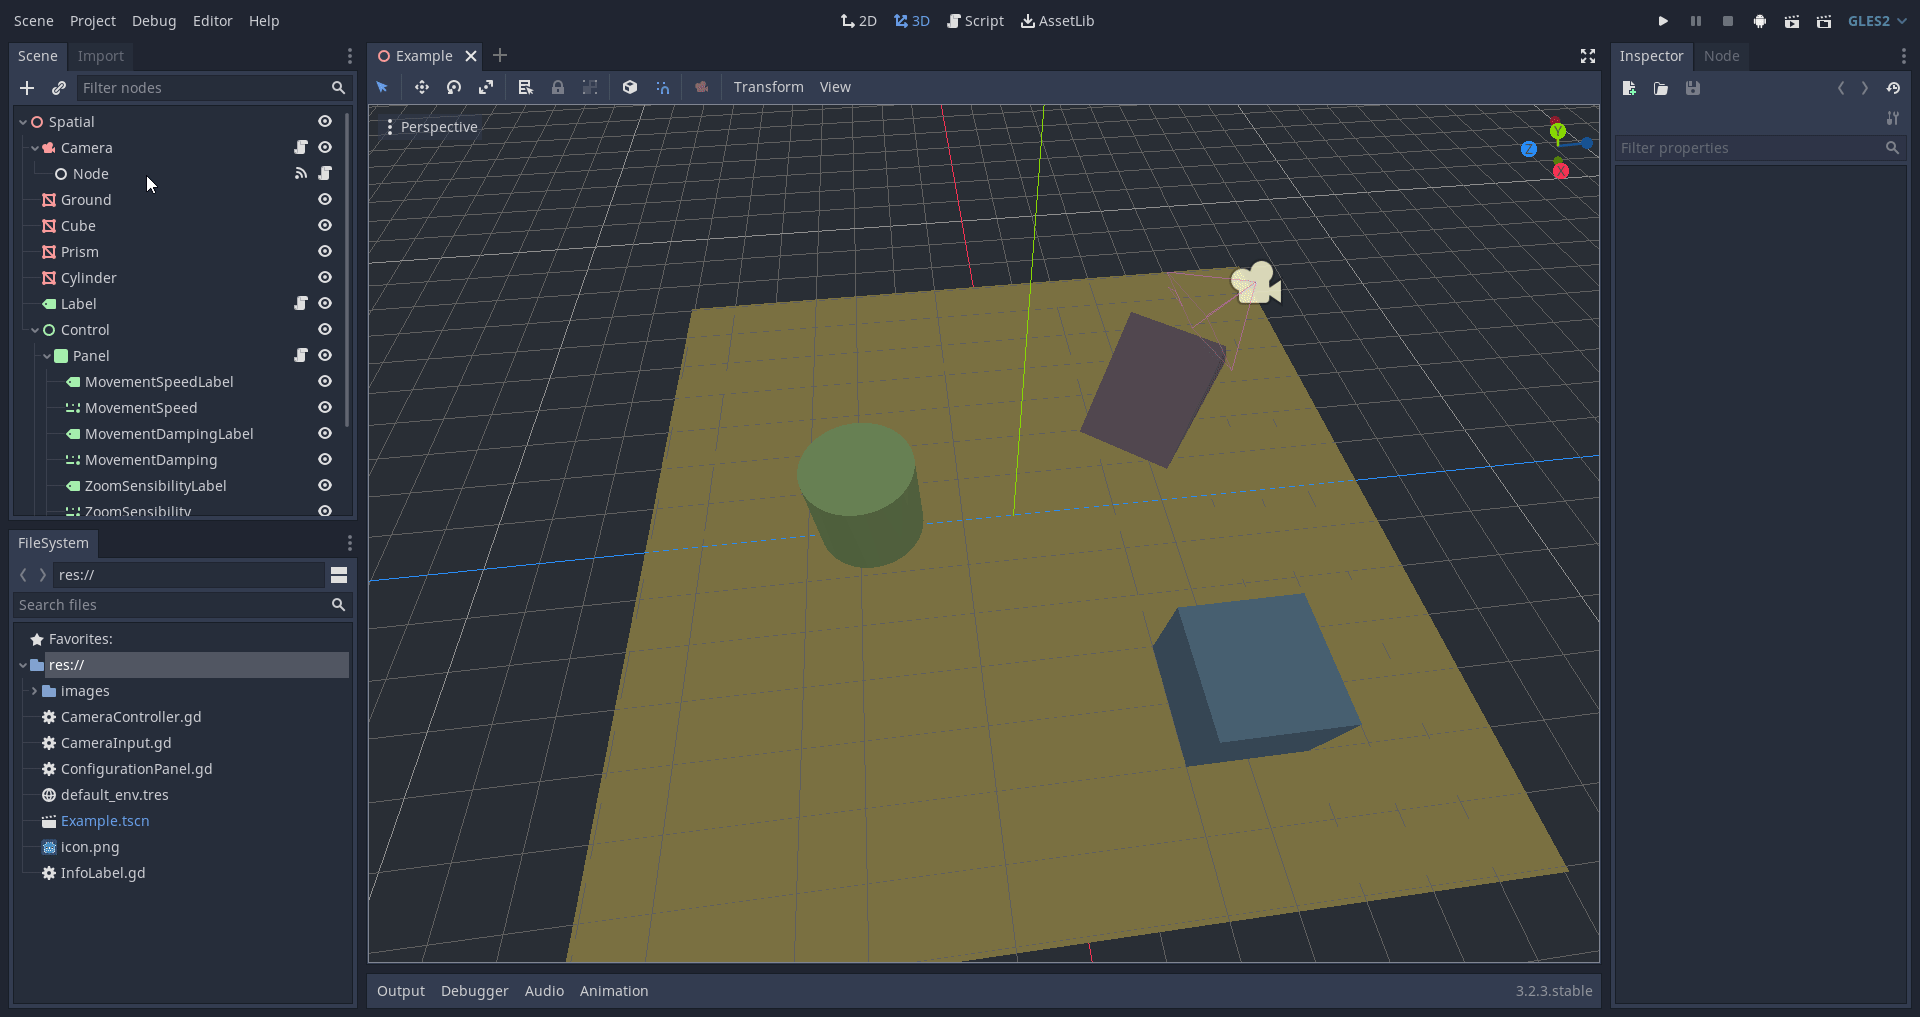 Scene Project Debug Editor Help
2D 3D Script AssetLib
GLES2
Scene Import
Filter nodes
Spatial
Camera
Node
Ground
Cube
Prism
Cylinder
Label
Control
Panel
MovementSpeedLabel
MovementSpeed
MovementDampingLabel
MovementDamping
ZoomSensibilityLabel
ZoomSensibility
FileSystem
res://
Search files
Favorites:
res://
images
CameraController.gd
CameraInput.gd
ConfigurationPanel.gd
default_env.tres
Example.tscn
icon.png
InfoLabel.gd
Example
Transform View
Perspective
Y
Z
X
Output Debugger Audio Animation
3.2.3.stable
Inspector Node
Filter properties